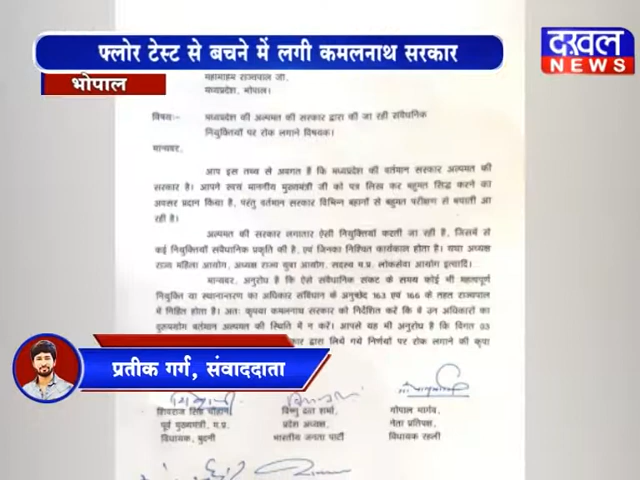 फ्लोर टेस्ट से बचने में लगी कमलनाथ सरकार
दखल
NEWS
भोपाल
महामहिम राज्यपाल जी,
मध्यप्रदेश, भोपाल।
विषयः- मध्यप्रदेश की अल्पमत की सरकार द्वारा की जा रही संवैधनिक
नियुक्तियों पर रोक लगाने विषयक।
मान्यवर,
आप इस तथ्य से अवगत हैं कि मध्यप्रदेश की वर्तमान सरकार अल्पमत की
सरकार है। आपने स्वयं माननीय मुख्यमंत्री जी को पत्र लिख कर बहुमत सिद्ध करने का
अवसर प्रदान किया है, परंतु वर्तमान सरकार विभिन्न बहानों से बहुमत परीक्षण से बचती आ
रही है।
अल्पमत की सरकार लगातार ऐसी नियुक्तियां करती जा रही है, जिसमें से
कई नियुक्तियां संवैधानिक प्रकृति की है, एवं जिनका निश्चित कार्यकाल होता है। यथा अध्यक्ष
राज्य महिला आयोग, अध्यक्ष राज्य युवा आयोग, सदस्य म.प्र. लोकसेवा आयोग इत्यादि।
मान्यवर, अनुरोध है कि ऐसे संवैधानिक संकट के समय कोई भी महत्वपूर्ण
नियुक्ति या स्थानान्तरण का अधिकार संविधान के अनुछेद 163 एवं 166 के तहत राज्यपाल
में निहित होता है। अतः कृपया कमलनाथ सरकार को निर्देशित करें कि वे उन अधिकारों का
दुरुपयोग वर्तमान अल्पमत की स्थिति में न करें। आपसे यह भी अनुरोध है कि विगत 03
द्वारा लिये गये निर्णयों पर रोक लगाने की कृपा
प्रतीक गर्ग, संवाददाता
शिवराज सिंह चौहान
पूर्व मुख्यमंत्री, म.प्र.
विधायक, बुदनी
विष्णु दत्त शर्मा,
प्रदेश अध्यक्ष,
भारतीय जनता पार्टी
गोपाल भार्गव,
नेता प्रतिपक्ष,
विधायक रहली